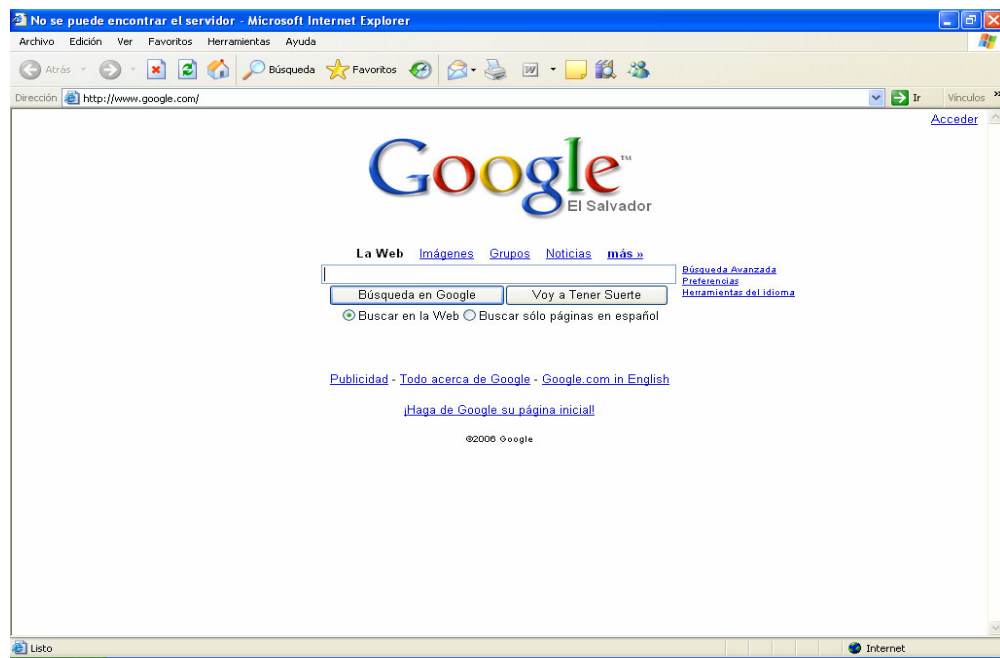 No se puede encontrar el servidor - Microsoft Internet Explorer
Archivo Edición Ver Favoritos Herramientas Ayuda
Atrás Búsqueda Favoritos W
Dirección http://www.google.com/ Ir Vínculos »
Acceder
Google™
El Salvador
La Web Imágenes Grupos Noticias más »
Búsqueda Avanzada
Preferencias
Herramientas del idioma
Búsqueda en Google Voy a Tener Suerte
Buscar en la Web Buscar sólo páginas en español
Publicidad - Todo acerca de Google - Google.com in English
¡Haga de Google su página inicial!
©2006 Google
Listo Internet